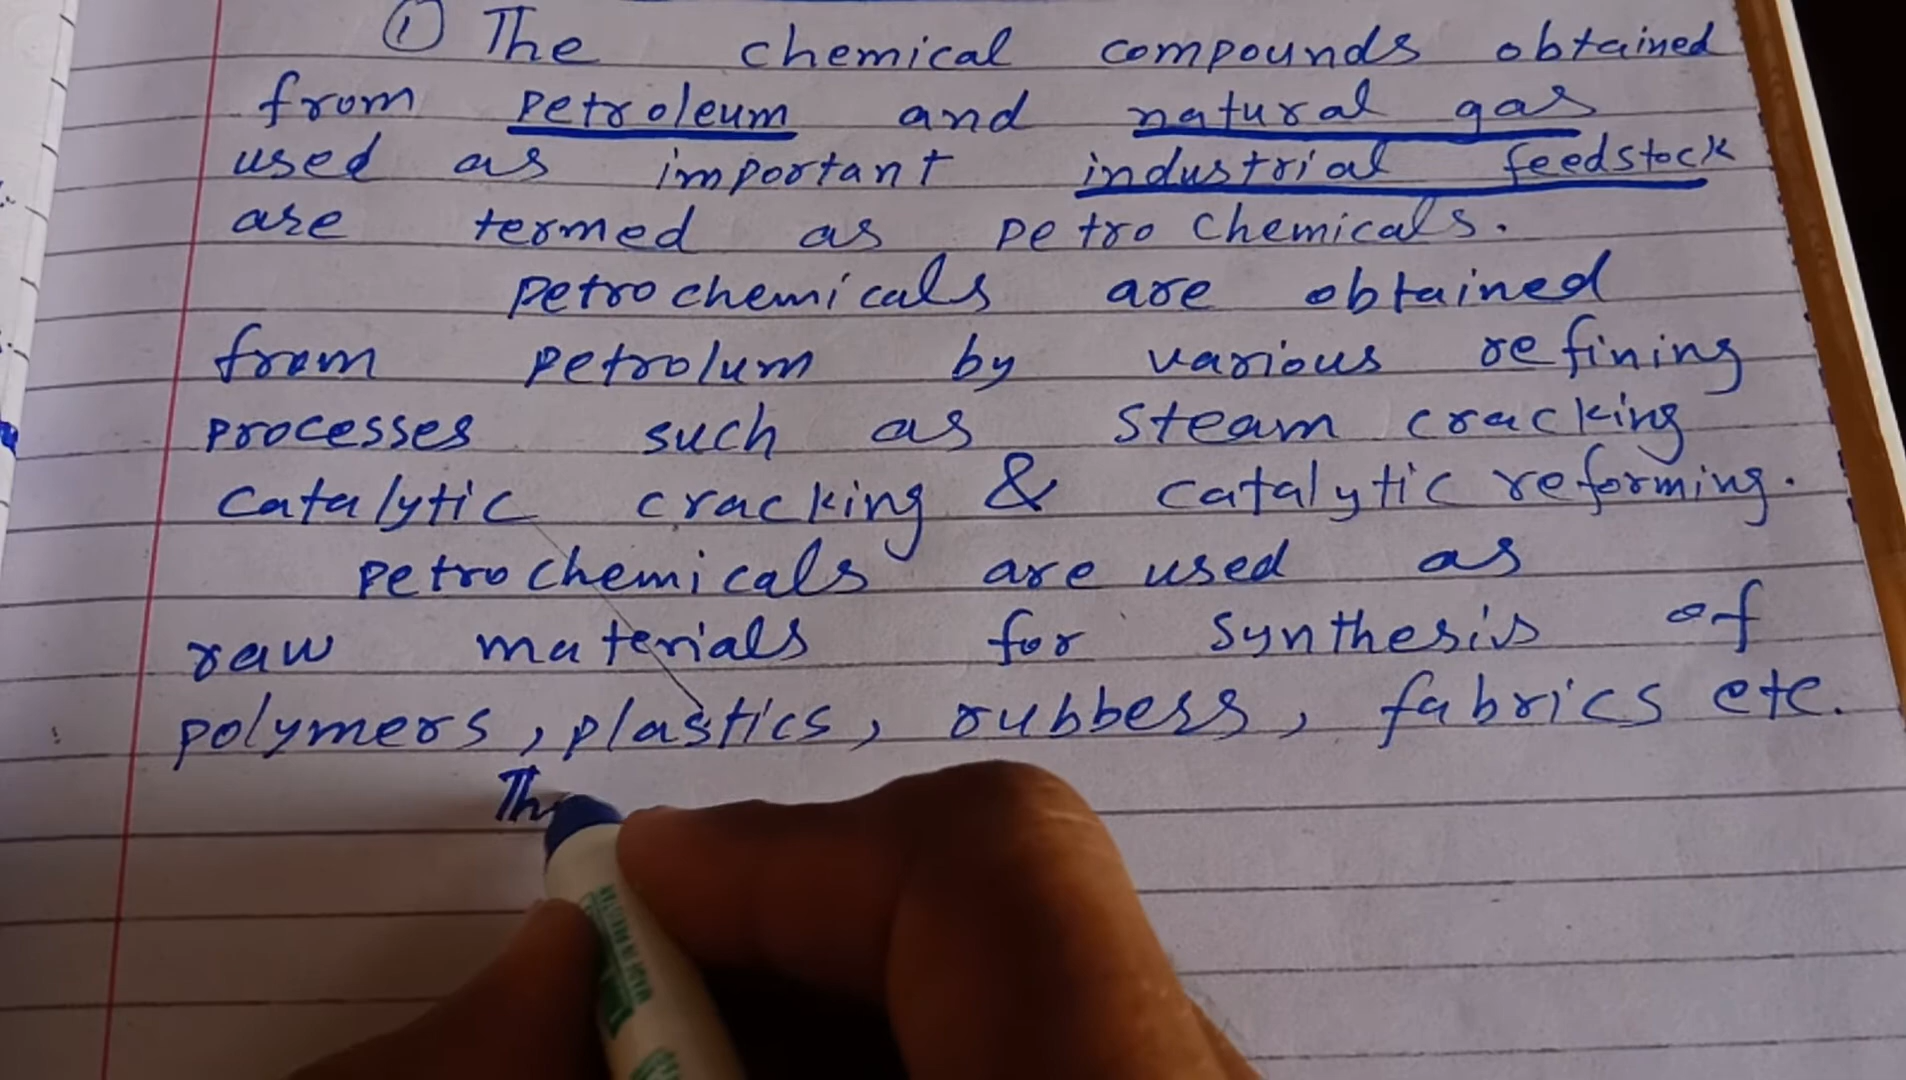 ① The chemical compounds obtained
from petroleum and natural gas
used as important industrial feedstock
are termed as petrochemicals.
petrochemicals are obtained
from petrolum by various refining
processes such as steam cracking
catalytic cracking & catalytic reforming.
petrochemicals are used as
raw materials for synthesis of
polymers, plastics, rubbers, fabrics etc.
Th